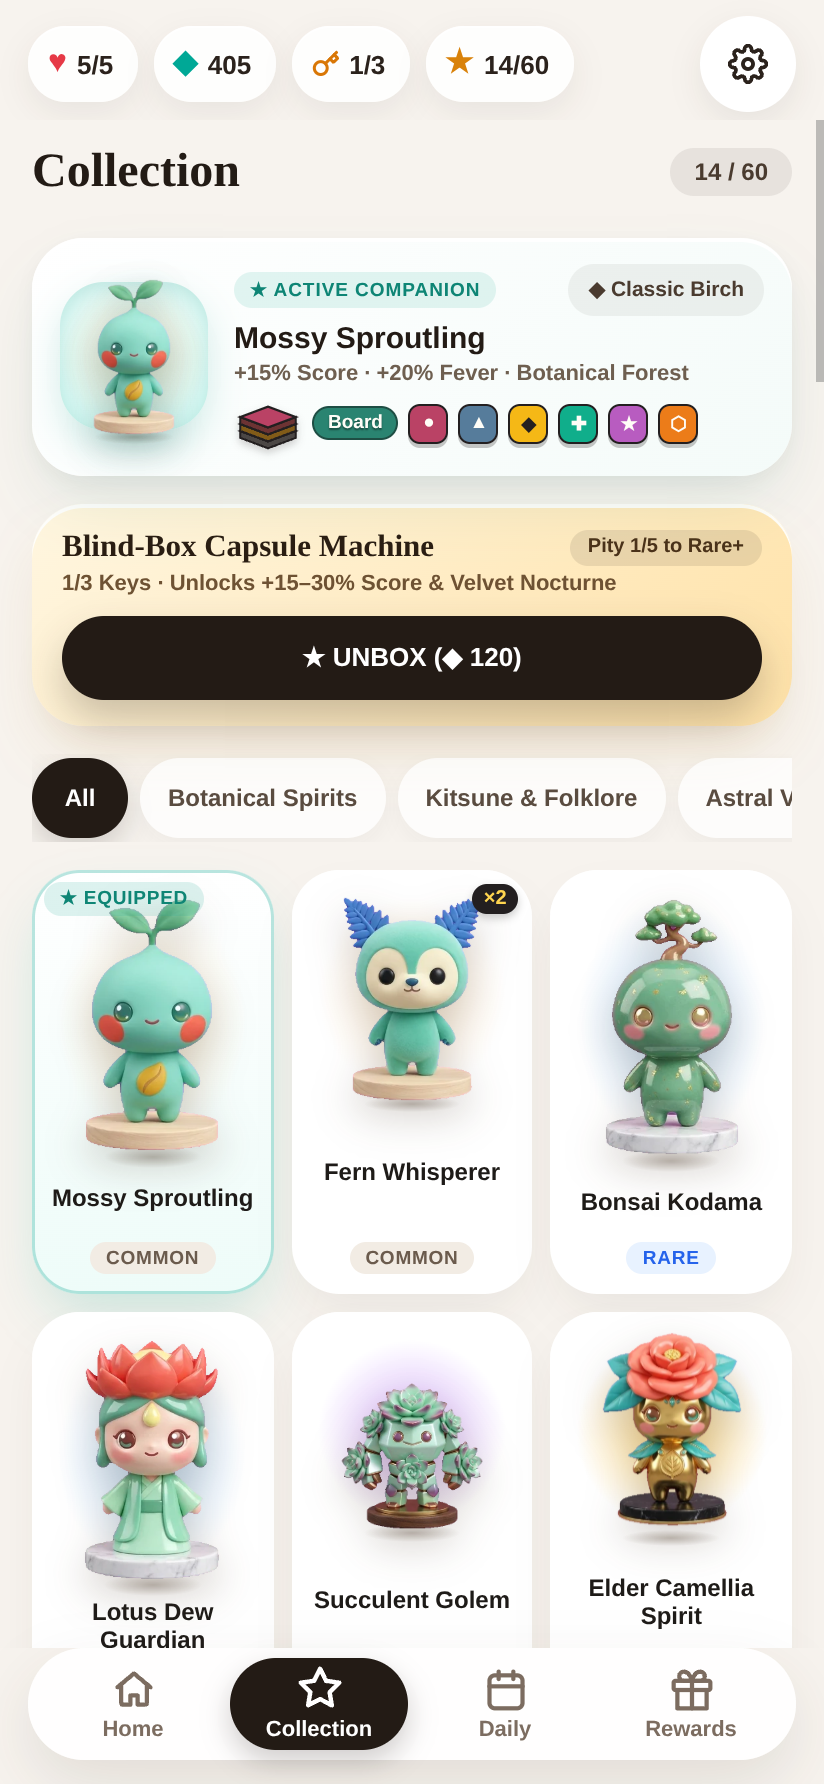 ♥ 5/5
◆ 405
1/3
★ 14/60
Collection
14 / 60
★ ACTIVE COMPANION
◆ Classic Birch
Mossy Sproutling
+15% Score · +20% Fever · Botanical Forest
Board
Blind-Box Capsule Machine
Pity 1/5 to Rare+
1/3 Keys · Unlocks +15–30% Score & Velvet Nocturne
★ UNBOX (◆ 120)
All
Botanical Spirits
Kitsune & Folklore
Astral V
★ EQUIPPED
Mossy Sproutling
COMMON
×2
Fern Whisperer
COMMON
Bonsai Kodama
RARE
Lotus Dew
Guardian
Succulent Golem
Elder Camellia
Spirit
Home
Collection
Daily
Rewards